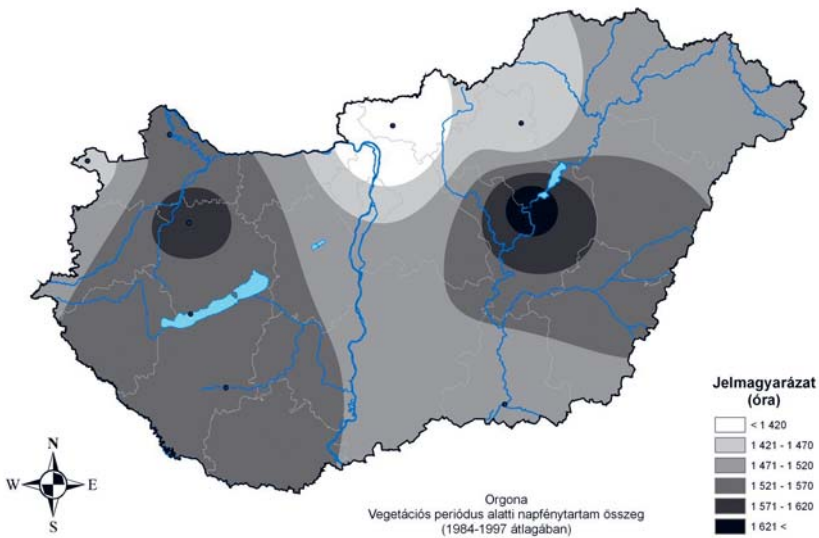 N
W E
S
Orgona
Vegetációs periódus alatti napfénytartam összeg
(1984-1997 átlagában)
Jelmagyarázat
(óra)
< 1 420
1 421 - 1 470
1 471 - 1 520
1 521 - 1 570
1 571 - 1 620
1 621 <